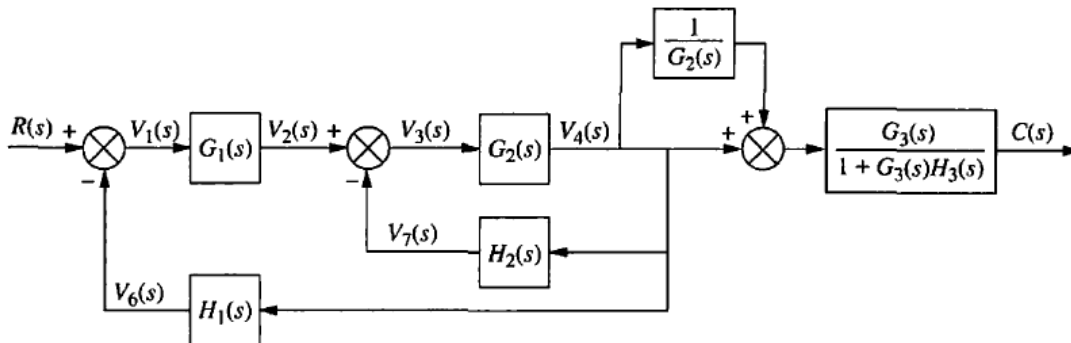 1
G2(s)
R(s) +
V1(s)
G1(s)
V2(s) +
V3(s)
G2(s)
V4(s)
+
+
G3(s)
1 + G3(s)H3(s)
C(s)
−
−
V7(s)
H2(s)
V6(s)
H1(s)